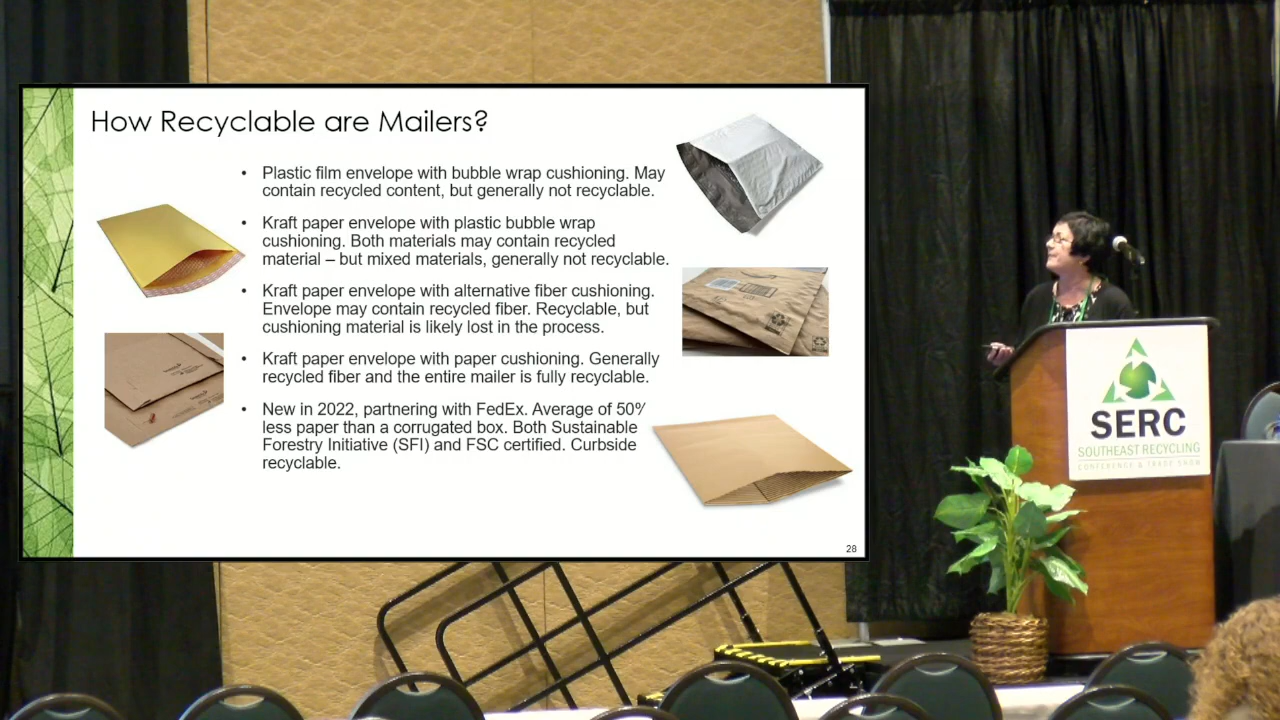 How Recyclable are Mailers?
• Plastic film envelope with bubble wrap cushioning. May
contain recycled content, but generally not recyclable.
• Kraft paper envelope with plastic bubble wrap
cushioning. Both materials may contain recycled
material – but mixed materials, generally not recyclable.
• Kraft paper envelope with alternative fiber cushioning.
Envelope may contain recycled fiber. Recyclable, but
cushioning material is likely lost in the process.
• Kraft paper envelope with paper cushioning. Generally
recycled fiber and the entire mailer is fully recyclable.
• New in 2022, partnering with FedEx. Average of 50%
less paper than a corrugated box. Both Sustainable
Forestry Initiative (SFI) and FSC certified. Curbside
recyclable.
28
SERC
SOUTHEAST RECYCLING
CONFERENCE & TRADE SHOW